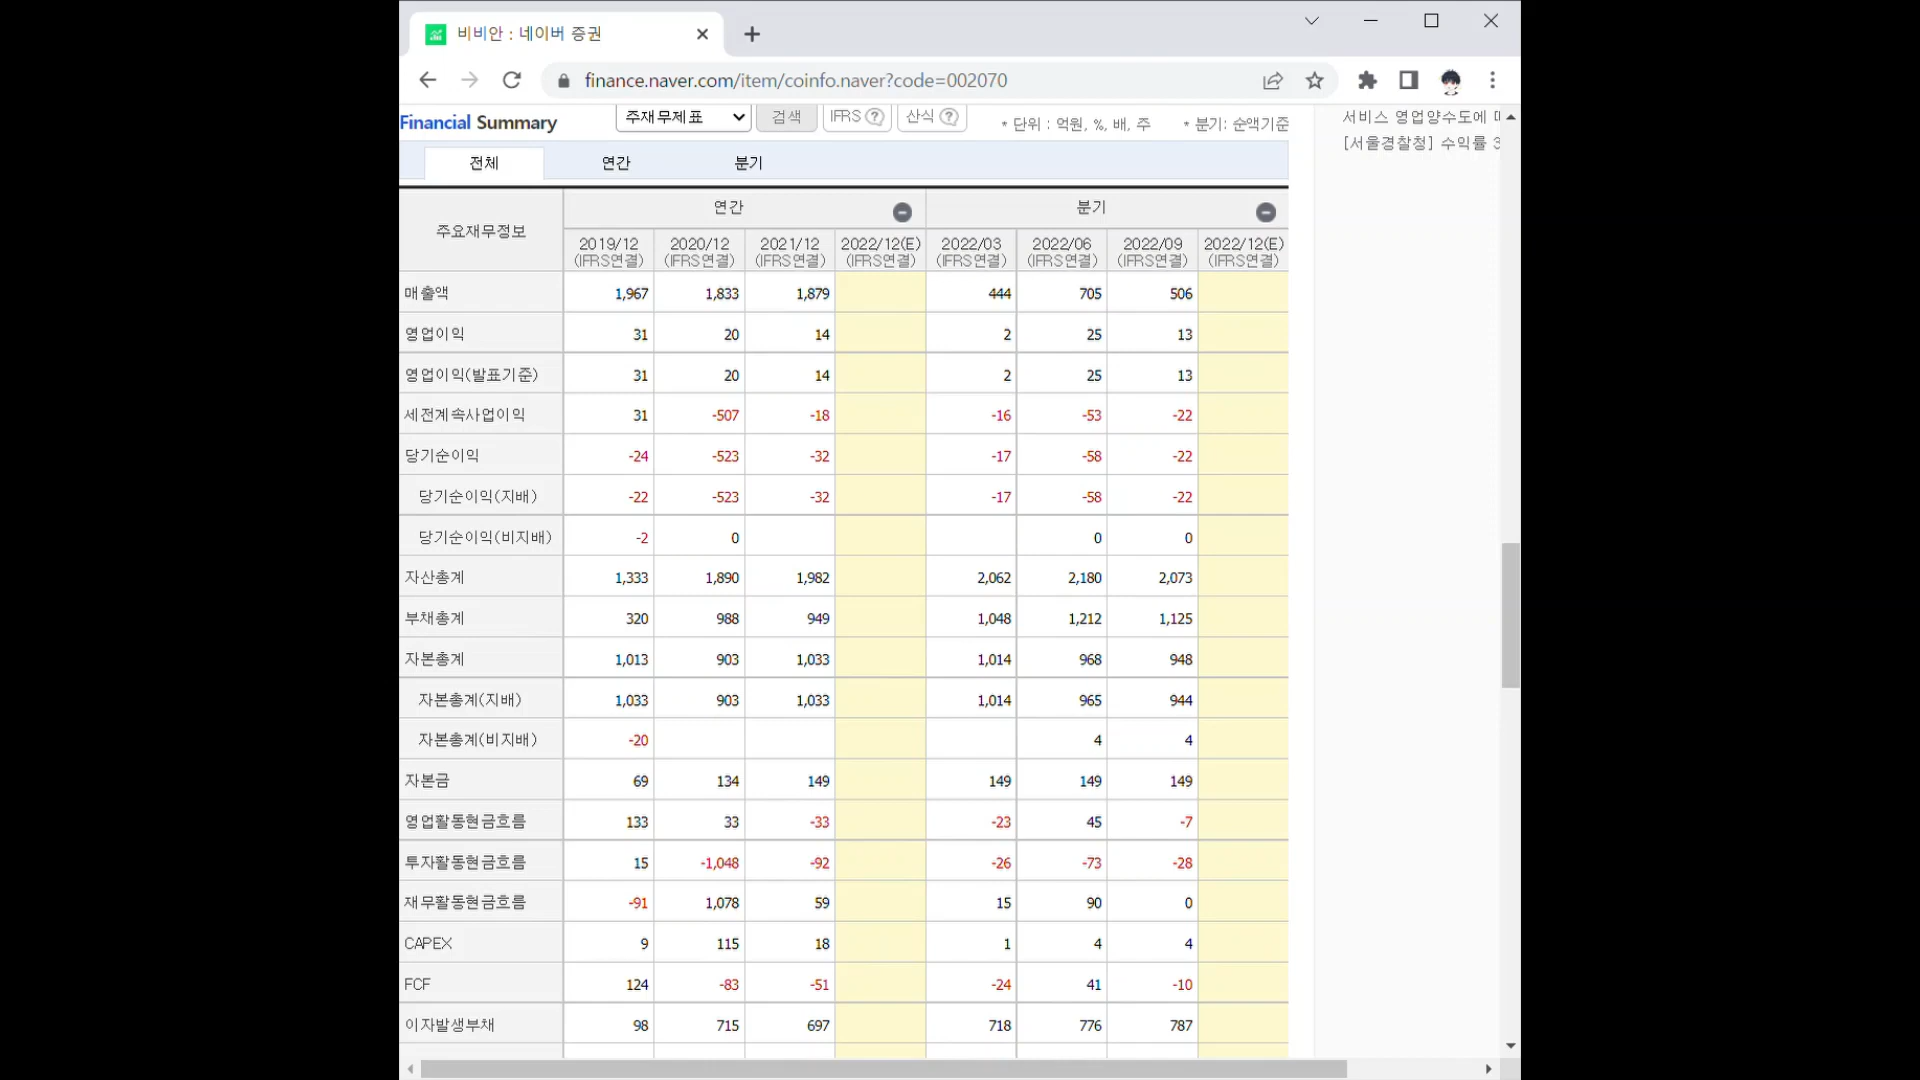 비비안 : 네이버 증권
finance.naver.com/item/coinfo.naver?code=002070
Financial Summary 주재무제표 검색 IFRS ? 산식 ? * 단위 : 억원, %, 배, 주 * 분기: 순액기준
서비스 영업양수도에
[서울경찰청] 수익률 3
전체 연간 분기
주요재무정보 연간 분기
2019/12 2020/12 2021/12 2022/12(E) 2022/03 2022/06 2022/09 2022/12(E)
(IFRS연결) (IFRS연결) (IFRS연결) (IFRS연결) (IFRS연결) (IFRS연결) (IFRS연결) (IFRS연결)
매출액 1,967 1,833 1,879 444 705 506
영업이익 31 20 14 2 25 13
영업이익(발표기준) 31 20 14 2 25 13
세전계속사업이익 31 -507 -18 -16 -53 -22
당기순이익 -24 -523 -32 -17 -58 -22
당기순이익(지배) -22 -523 -32 -17 -58 -22
당기순이익(비지배) -2 0 0 0
자산총계 1,333 1,890 1,982 2,062 2,180 2,073
부채총계 320 988 949 1,048 1,212 1,125
자본총계 1,013 903 1,033 1,014 968 948
자본총계(지배) 1,033 903 1,033 1,014 965 944
자본총계(비지배) -20 4 4
자본금 69 134 149 149 149 149
영업활동현금흐름 133 33 -33 -23 45 -7
투자활동현금흐름 15 -1,048 -92 -26 -73 -28
재무활동현금흐름 -91 1,078 59 15 90 0
CAPEX 9 115 18 1 4 4
FCF 124 -83 -51 -24 41 -10
이자발생부채 98 715 697 718 776 787